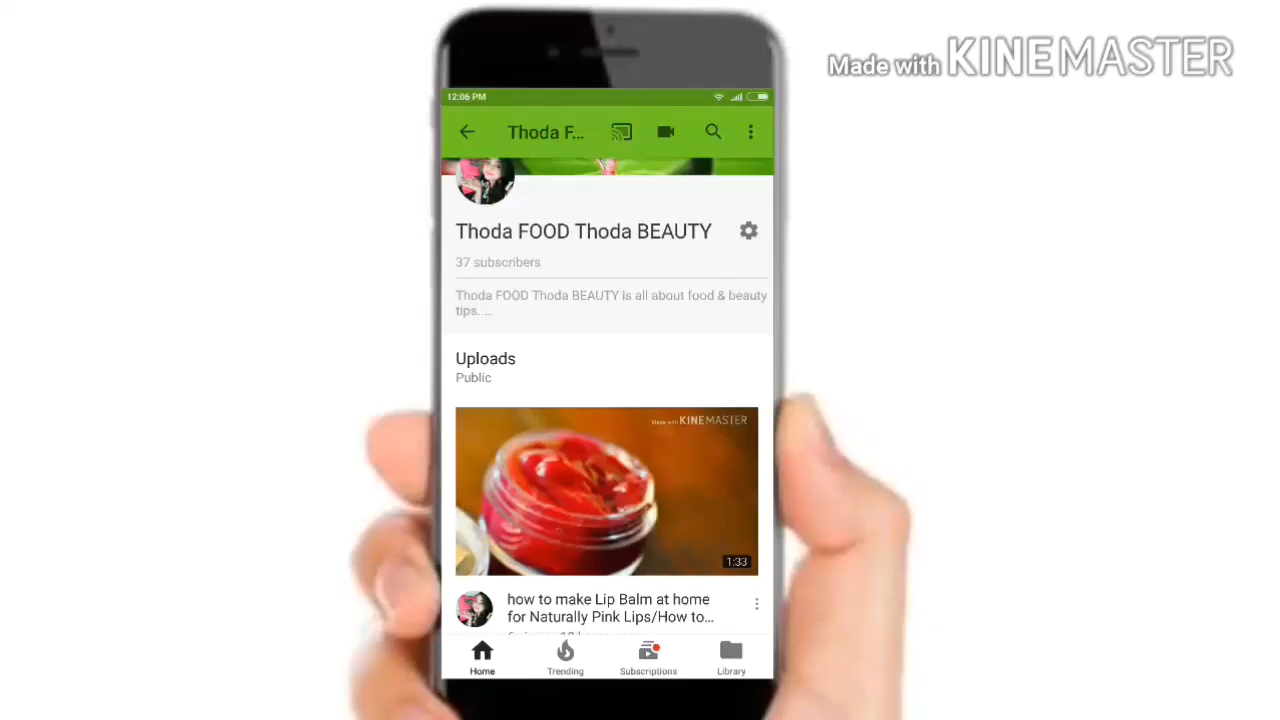 Made with KINEMASTER
12:06 PM
Thoda F...
Thoda FOOD Thoda BEAUTY
37 subscribers
Thoda FOOD Thoda BEAUTY is all about food & beauty
tips. ...
Uploads
Public
Made with KINEMASTER
1:33
how to make Lip Balm at home
for Naturally Pink Lips/How to...
Home Trending Subscriptions Library